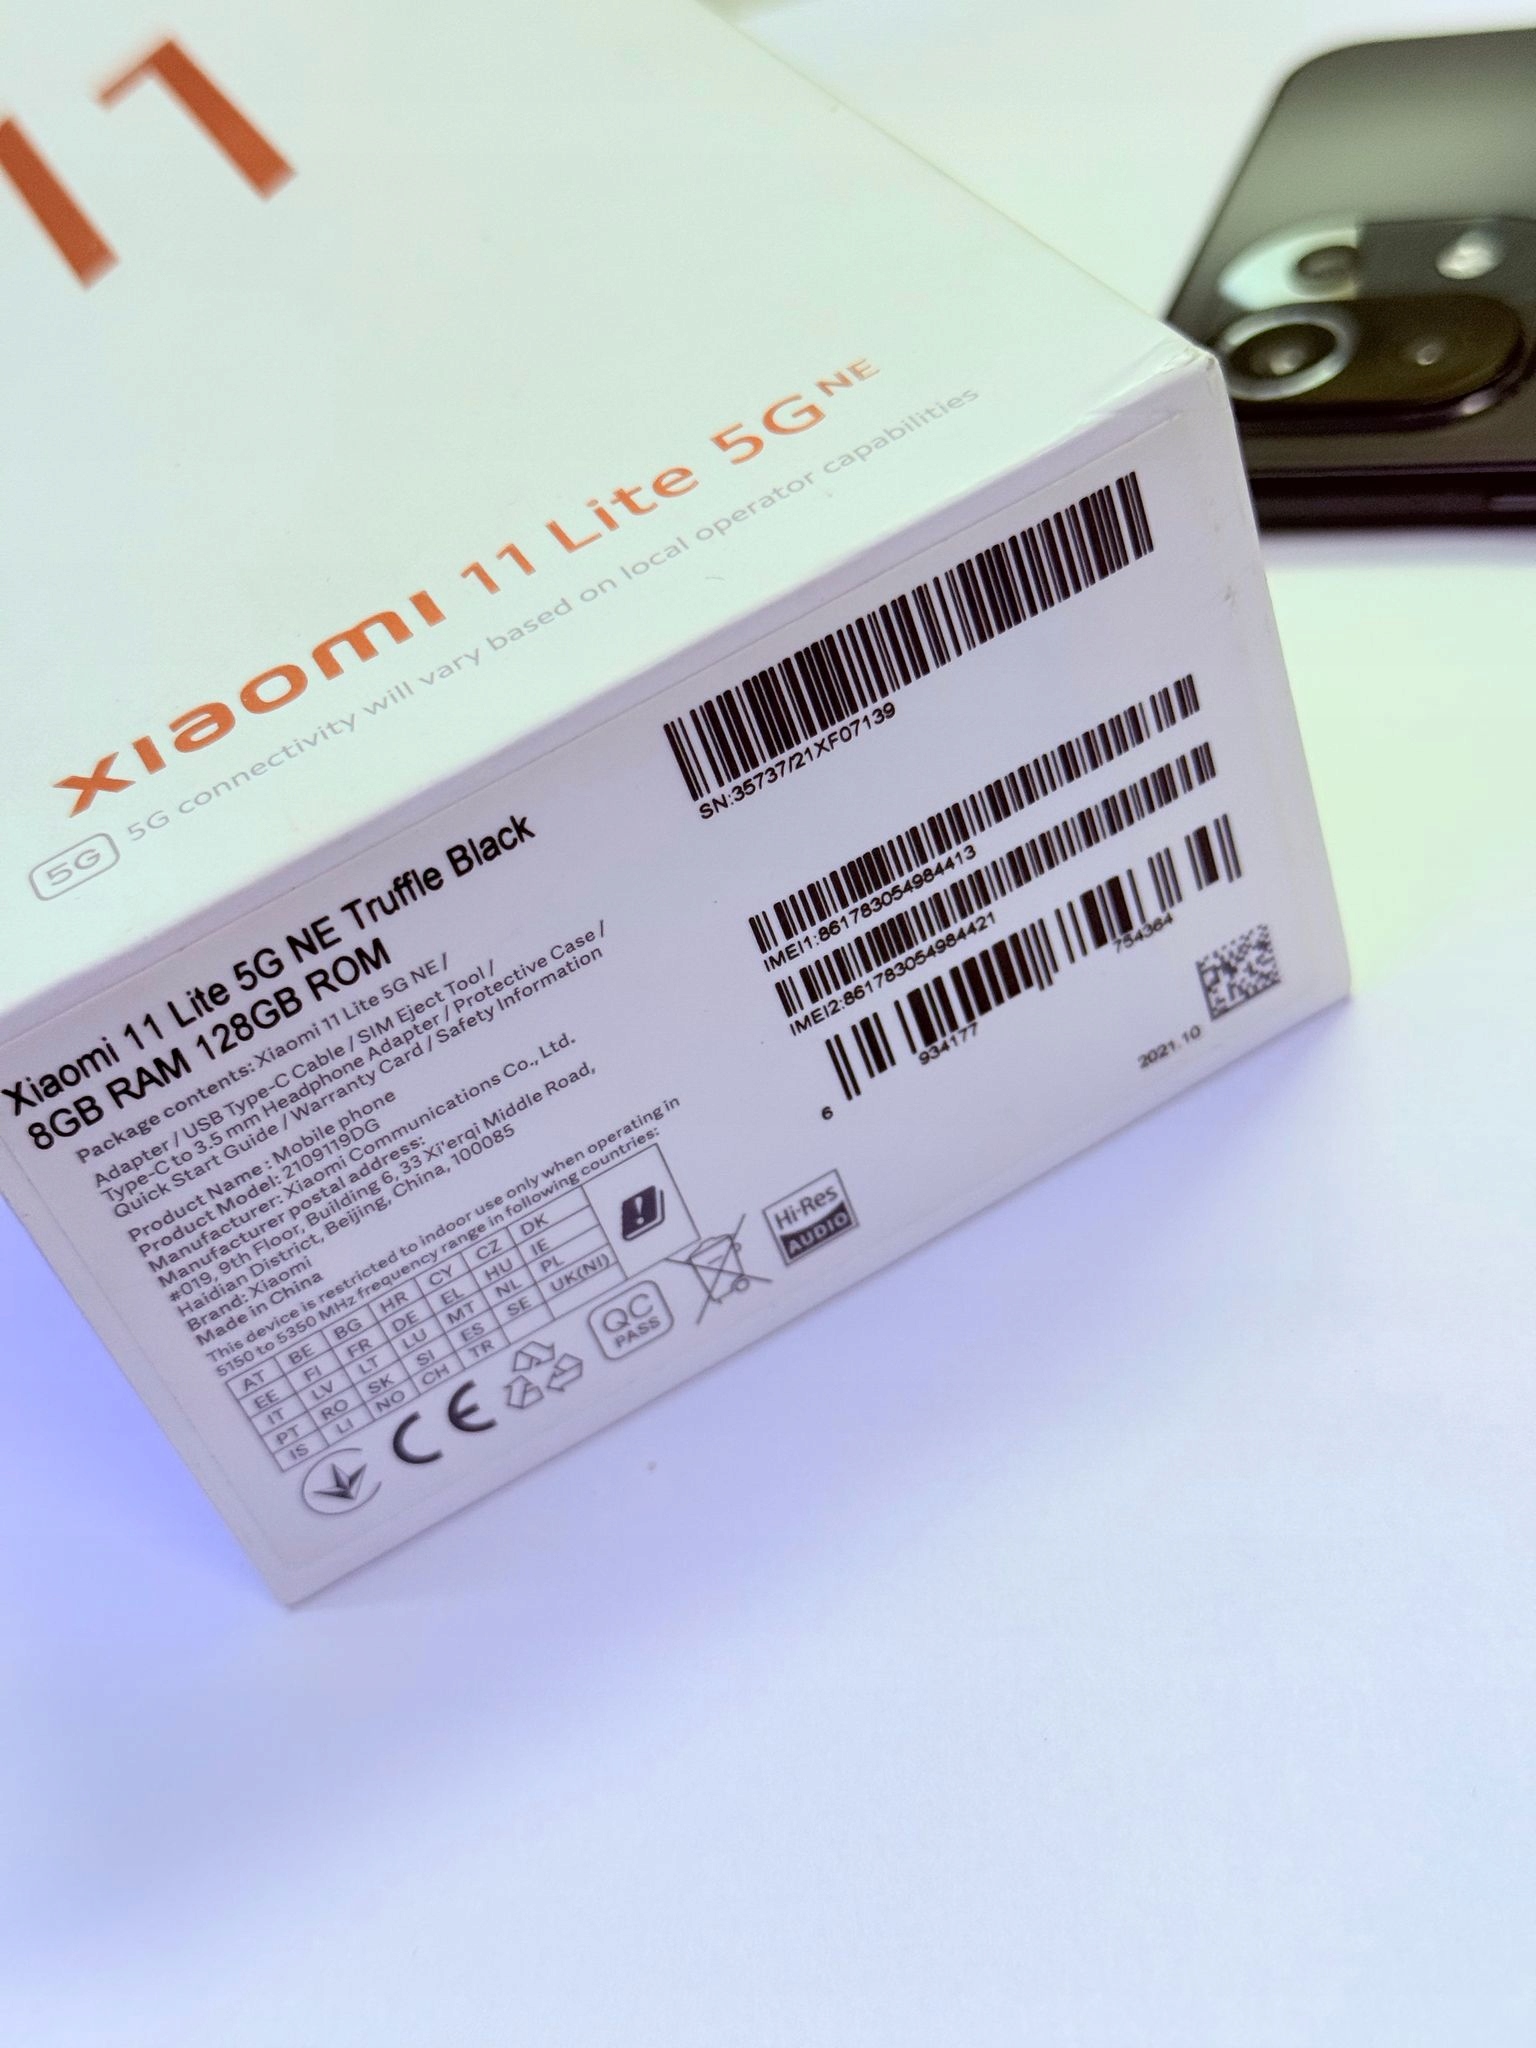 11
xiaomi 11 Lite 5G NE
5G 5G connectivity will vary based on local operator capabilities
Xiaomi 11 Lite 5G NE Truffle Black
8GB RAM 128GB ROM
Package contents: Xiaomi 11 Lite 5G NE /
Adapter / USB Type-C Cable / SIM Eject Tool /
Type-C to 3.5 mm Headphone Adapter / Protective Case /
Quick Start Guide / Warranty Card / Safety Information
Product Name : Mobile phone
Product Model: 2109119DG
Manufacturer: Xiaomi Communications Co., Ltd.
Manufacturer postal address:
#019, 9th Floor, Building 6, 33 Xi'erqi Middle Road,
Haidian District, Beijing, China, 100085
Brand: Xiaomi
Made in China
This device is restricted to indoor use only when operating in
5150 to 5350 MHz frequency range in following countries:
AT BE BG HR CY CZ DK
EE FI FR DE EL HU IE
IT LV LT LU MT NL PL
PT RO SK SI ES SE UK(NI)
IS LI NO CH TR
CE
QC
PASS
Hi-Res
AUDIO
SN:35737/21XF07139
IMEI1:861783054984413
IMEI2:861783054984421
6 934177 754364
2021.10